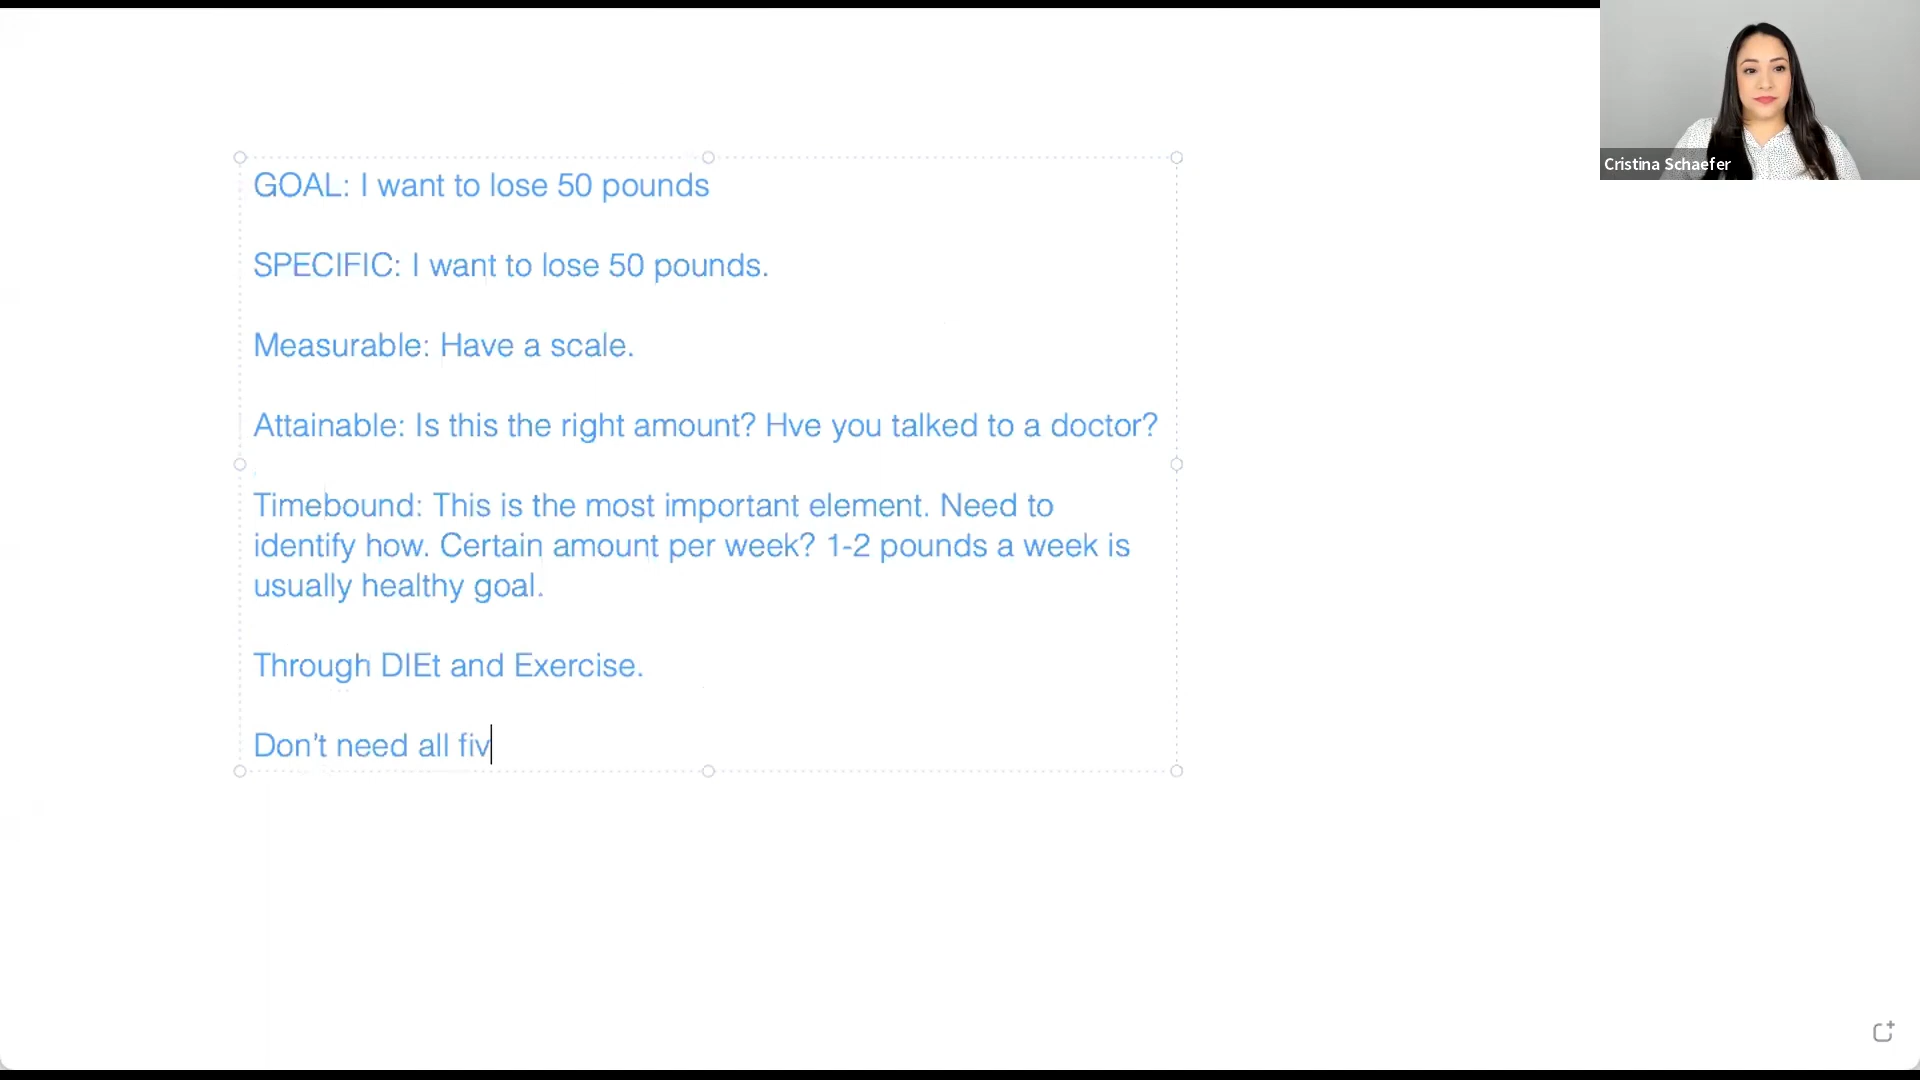 GOAL: I want to lose 50 pounds
SPECIFIC: I want to lose 50 pounds.
Measurable: Have a scale.
Attainable: Is this the right amount? Hve you talked to a doctor?
Timebound: This is the most important element. Need to
identify how. Certain amount per week? 1-2 pounds a week is
usually healthy goal.
Through DIEt and Exercise.
Don't need all fiv
Cristina Schaefer